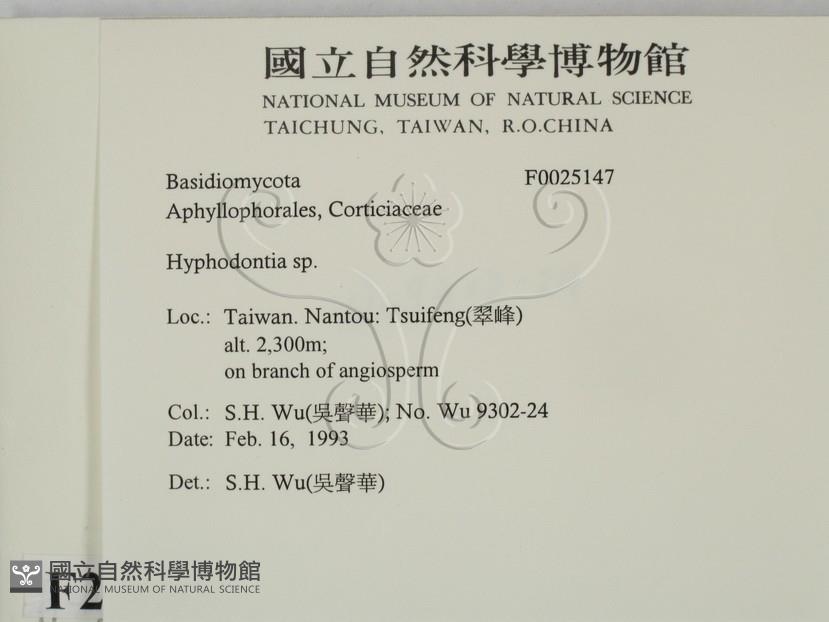 國立自然科學博物館
NATIONAL MUSEUM OF NATURAL SCIENCE
TAICHUNG, TAIWAN, R.O.CHINA
Basidiomycota F0025147
Aphyllophorales, Corticiaceae
Hyphodontia sp.
Loc.: Taiwan. Nantou: Tsuifeng(翠峰)
alt. 2,300m;
on branch of angiosperm
Col.: S.H. Wu(吳聲華); No. Wu 9302-24
Date: Feb. 16, 1993
Det.: S.H. Wu(吳聲華)
國立自然科學博物館
NATIONAL MUSEUM OF NATURAL SCIENCE
F2